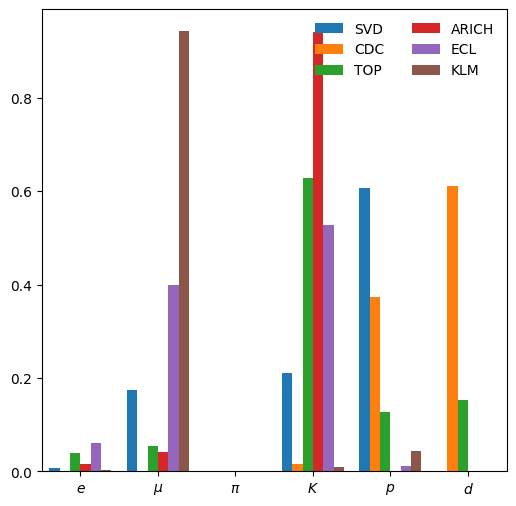 SVD ARICH
CDC ECL
TOP KLM
0.8
0.6
0.4
0.2
0.0
e μ π K p d